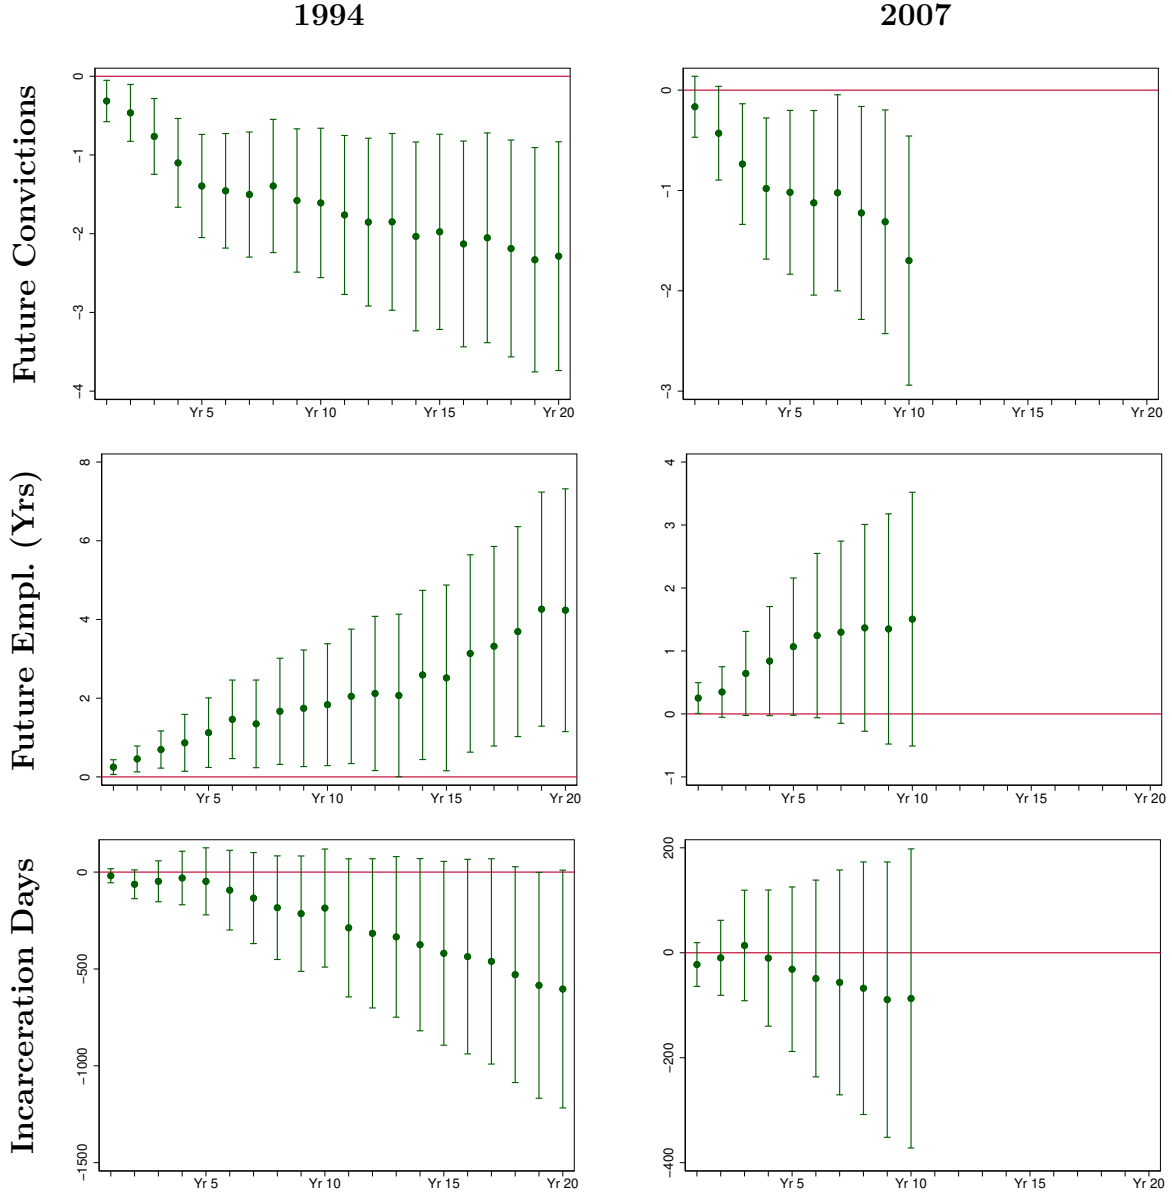 1994
2007
Future Convictions
0
−1
−2
−3
−4
Yr 5
Yr 10
Yr 15
Yr 20
0
−1
−2
−3
Yr 5
Yr 10
Yr 15
Yr 20
Future Empl. (Yrs)
8
6
4
2
0
Yr 5
Yr 10
Yr 15
Yr 20
4
3
2
1
0
−1
Yr 5
Yr 10
Yr 15
Yr 20
Incarceration Days
0
−500
−1000
−1500
Yr 5
Yr 10
Yr 15
Yr 20
200
0
−200
−400
Yr 5
Yr 10
Yr 15
Yr 20